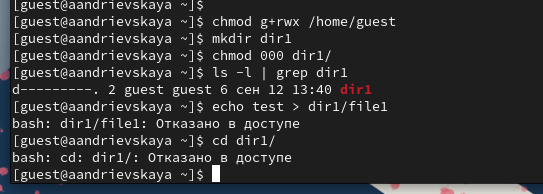 [guest@aandrievskaya ~]$
[guest@aandrievskaya ~]$ chmod g+rwx /home/guest
[guest@aandrievskaya ~]$ mkdir dir1
[guest@aandrievskaya ~]$ chmod 000 dir1/
[guest@aandrievskaya ~]$ ls -l | grep dir1
d---------. 2 guest guest 6 сен 12 13:40 dir1
[guest@aandrievskaya ~]$ echo test > dir1/file1
bash: dir1/file1: Отказано в доступе
[guest@aandrievskaya ~]$ cd dir1/
bash: cd: dir1/: Отказано в доступе
[guest@aandrievskaya ~]$